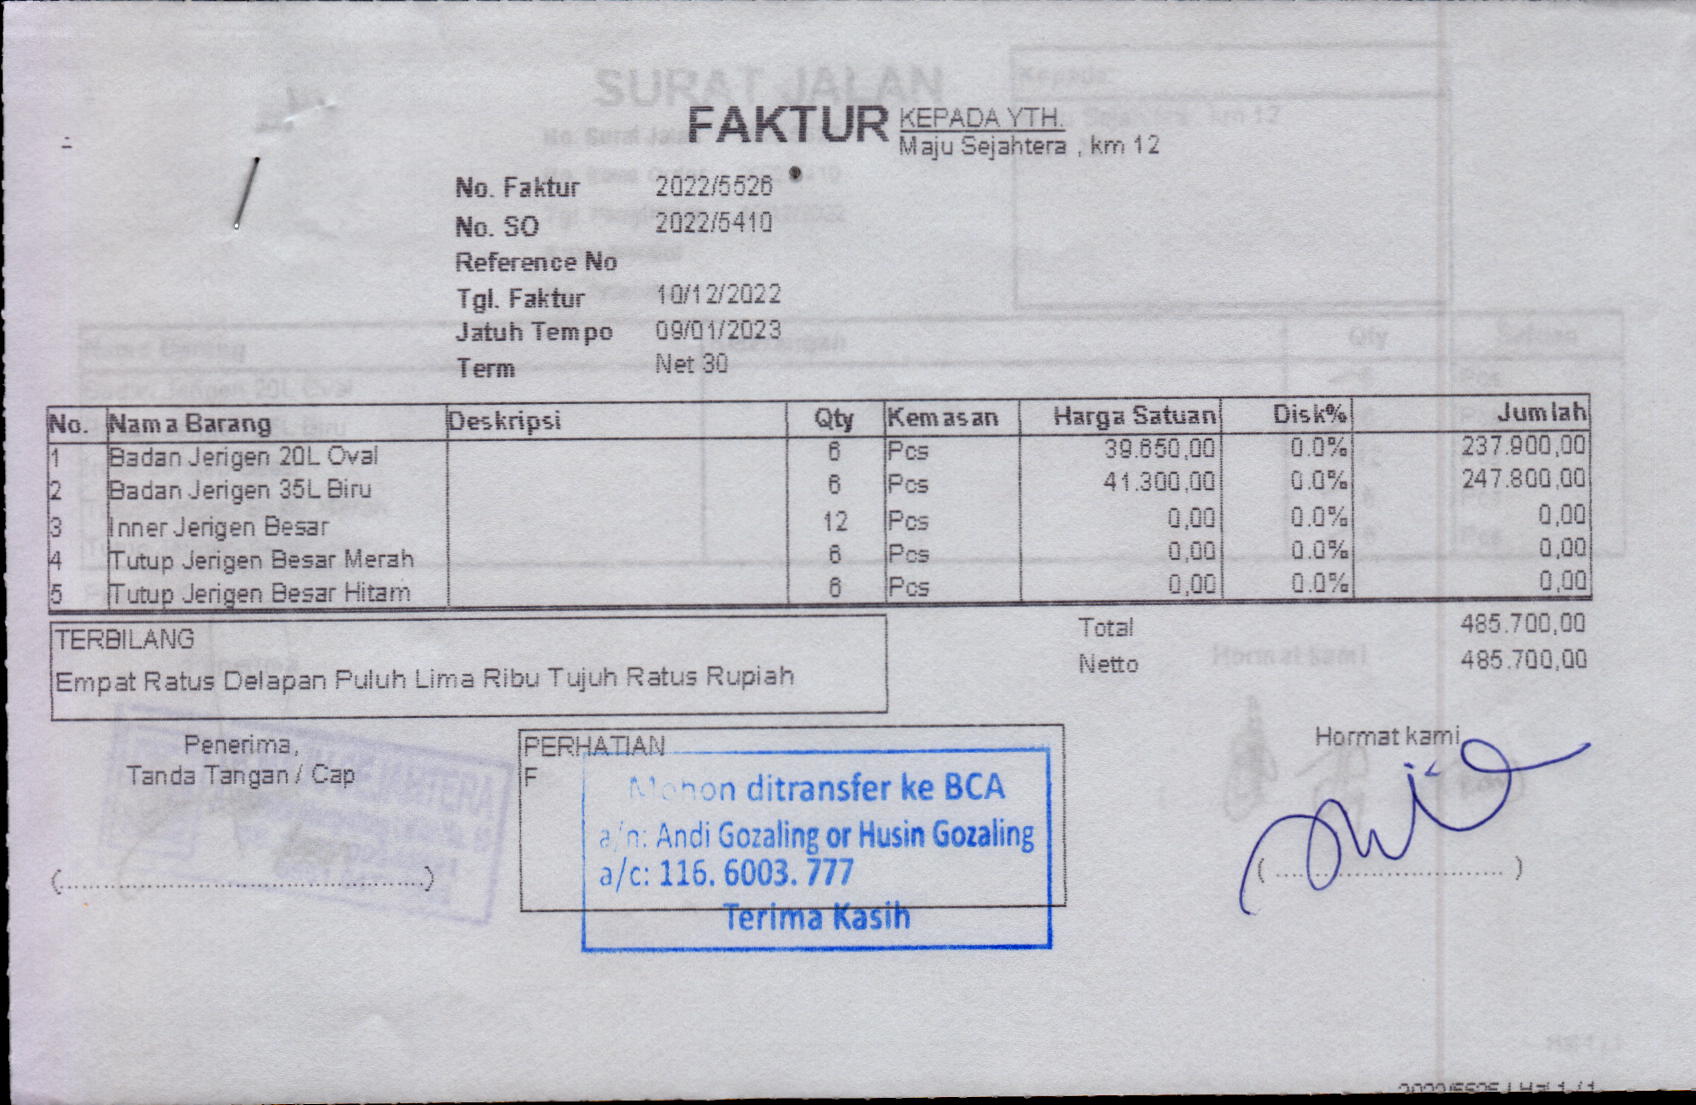 FAKTUR
KEPADA YTH.
Maju Sejahtera , km 12
No. Faktur 2022/5526
No. SO 2022/5410
Reference No
Tgl. Faktur 10/12/2022
Jatuh Tempo 09/01/2023
Term Net 30
No. Nama Barang Deskripsi Qty Kemasan Harga Satuan Disk% Jumlah
1 Badan Jerigen 20L Oval 6 Pcs 39.650,00 0.0% 237.900,00
2 Badan Jerigen 35L Biru 6 Pcs 41.300,00 0.0% 247.800,00
3 Inner Jerigen Besar 12 Pcs 0,00 0.0% 0,00
4 Tutup Jerigen Besar Merah 6 Pcs 0,00 0.0% 0,00
5 Tutup Jerigen Besar Hitam 6 Pcs 0,00 0.0% 0,00
Total 485.700,00
Netto 485.700,00
TERBILANG
Empat Ratus Delapan Puluh Lima Ribu Tujuh Ratus Rupiah
Penerima,
Tanda Tangan / Cap
(..............................................)
PERHATIAN
F
Mohon ditransfer ke BCA
a/n: Andi Gozaling or Husin Gozaling
a/c: 116. 6003. 777
Terima Kasih
Hormat kami
( ............................. )